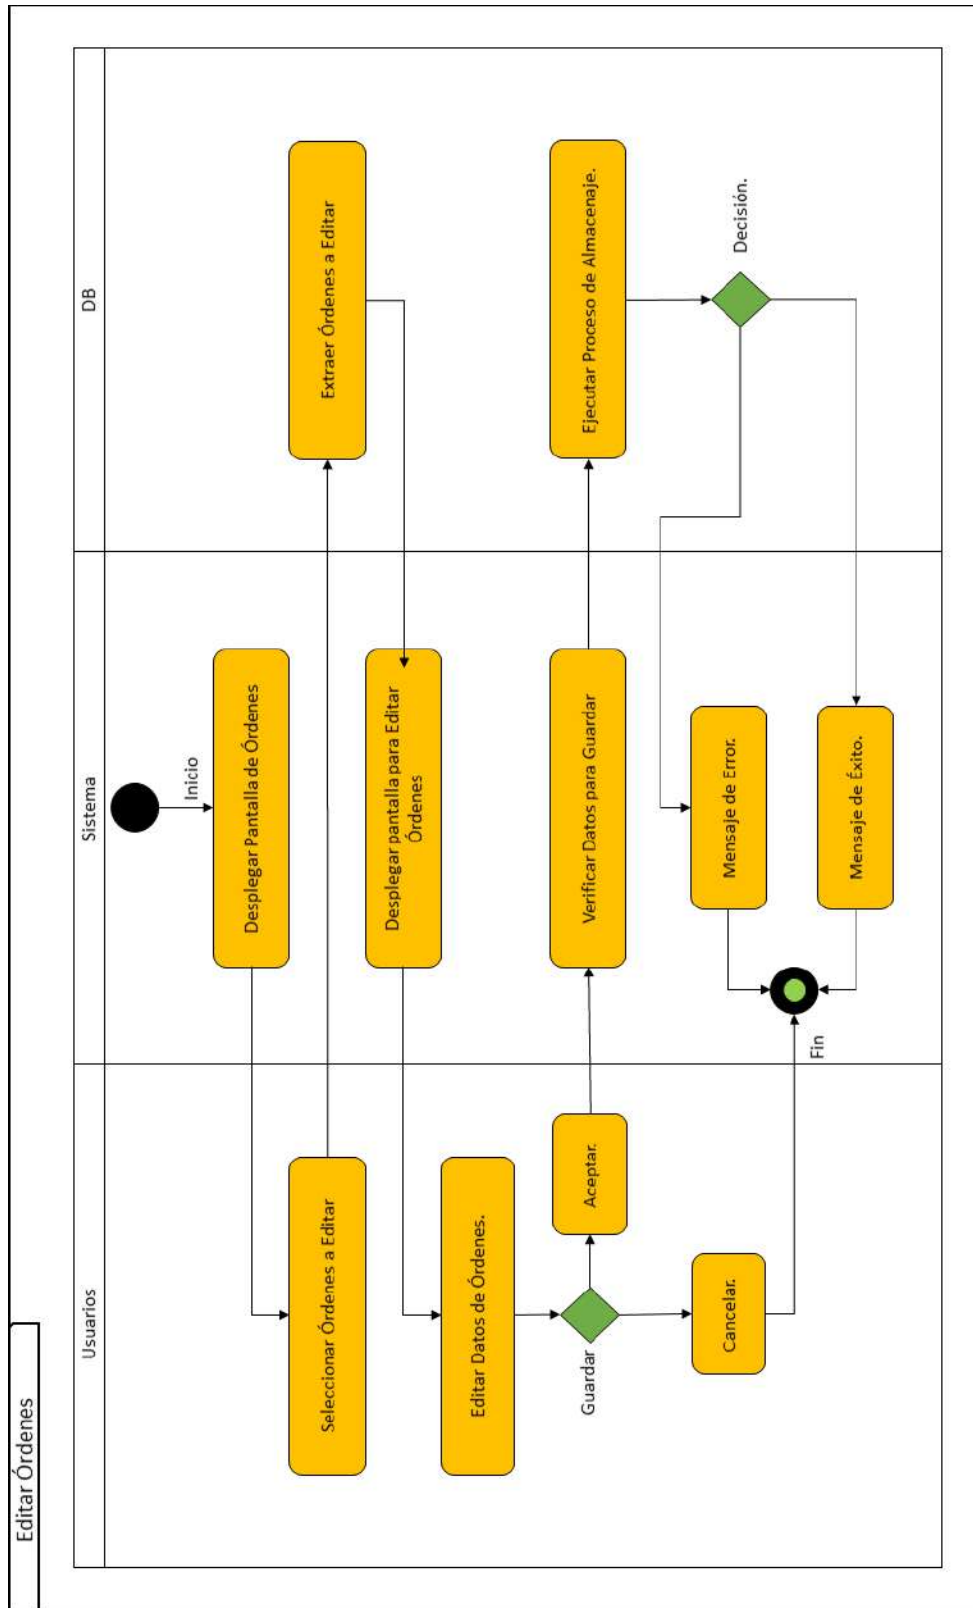 Editar Órdenes
Usuarios
Sistema
DB
Inicio
Desplegar Pantalla de Órdenes
Seleccionar Órdenes a Editar
Extraer Órdenes a Editar
Desplegar pantalla para Editar
Órdenes
Editar Datos de Órdenes.
Guardar
Aceptar.
Verificar Datos para Guardar
Ejecutar Proceso de Almacenaje.
Cancelar.
Decisión.
Mensaje de Error.
Mensaje de Éxito.
Fin